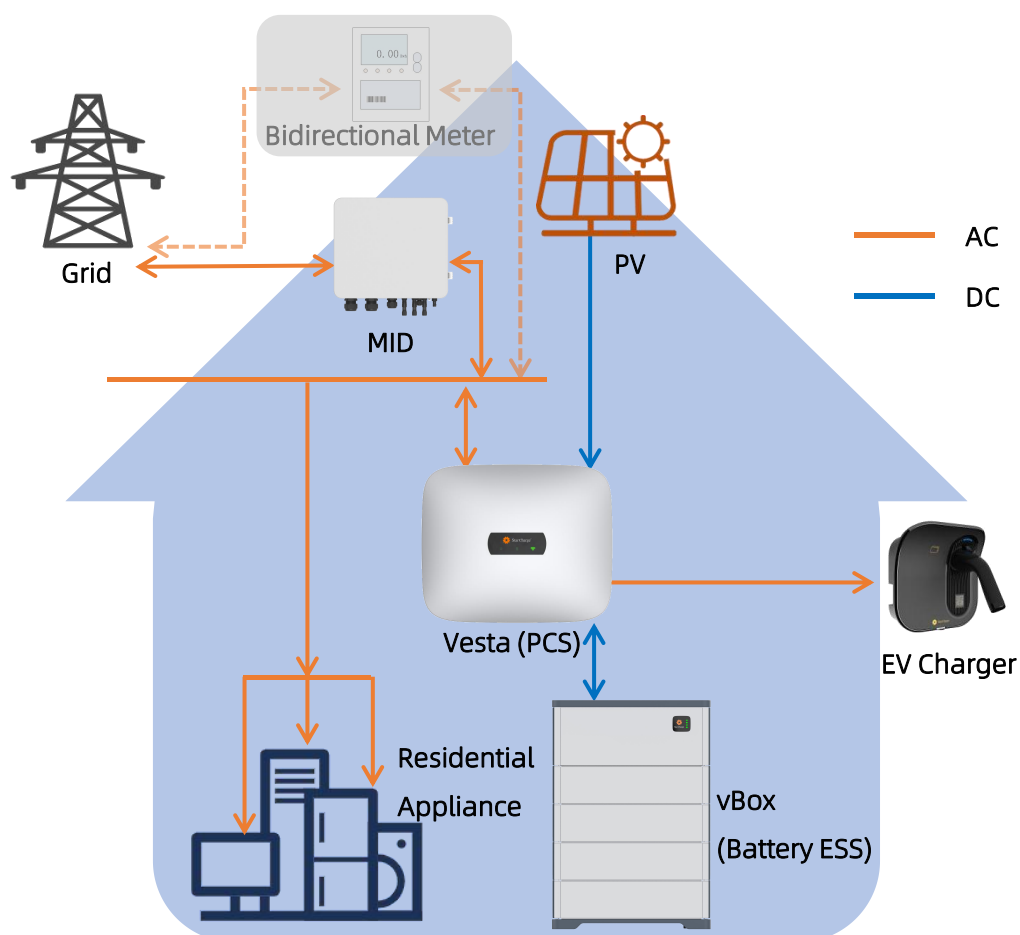 0.00
Bidirectional Meter
Grid
PV
AC
DC
MID
Vesta (PCS)
EV Charger
Residential
Appliance
vBox
(Battery ESS)